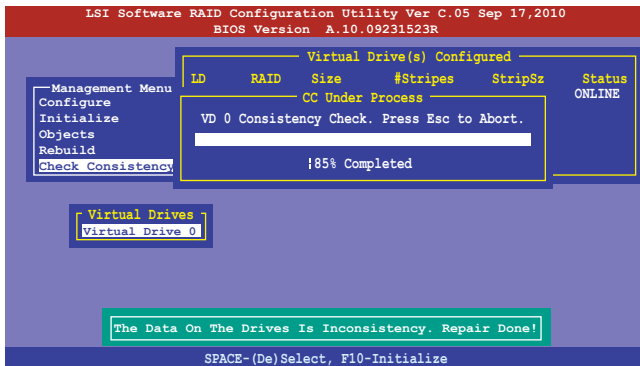 LSI Software RAID Configuration Utility Ver C.05 Sep 17,2010
BIOS Version A.10.09231523R
Virtual Drive(s) Configured
LD RAID Size #Stripes StripSz Status
ONLINE
Management Menu
Configure
Initialize
Objects
Rebuild
Check Consistency
CC Under Process
VD 0 Consistency Check. Press Esc to Abort.
¦85% Completed
Virtual Drives
Virtual Drive 0
The Data On The Drives Is Inconsistency. Repair Done!
SPACE-(De)Select, F10-Initialize